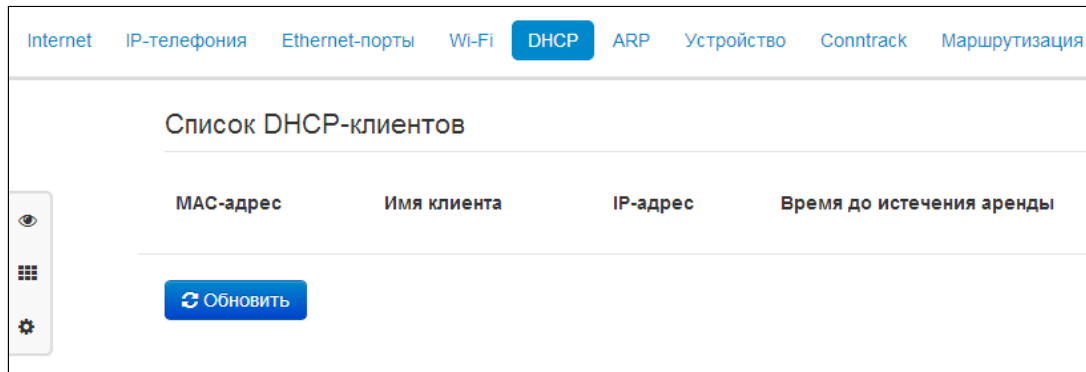 Internet IP-телефония Ethernet-порты Wi-Fi DHCP ARP Устройство Conntrack Маршрутизация
Список DHCP-клиентов
MAC-адрес Имя клиента IP-адрес Время до истечения аренды
Обновить